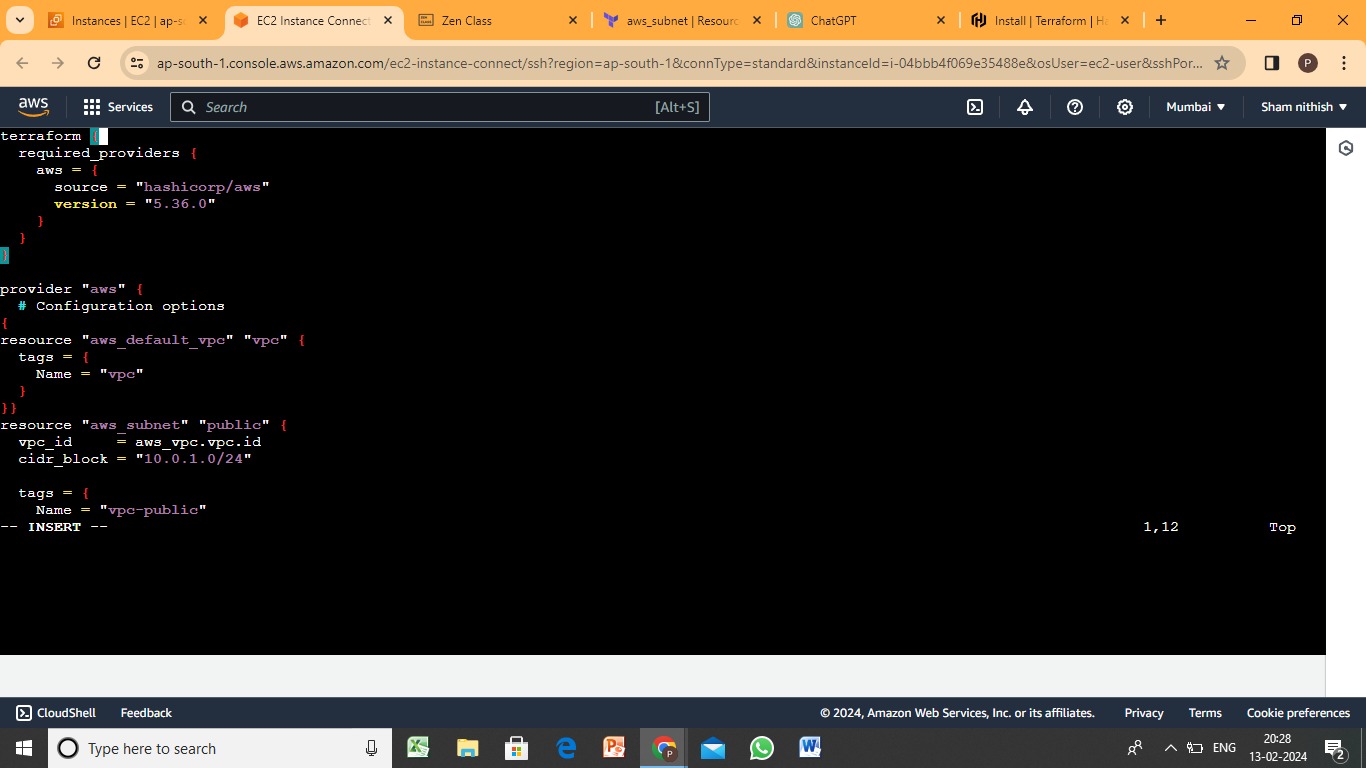 Instances | EC2 | ap-sc
EC2 Instance Connect
Zen Class
aws_subnet | Resourc
ChatGPT
Install | Terraform | Ha
ap-south-1.console.aws.amazon.com/ec2-instance-connect/ssh?region=ap-south-1&connType=standard&instanceId=i-04bbb4f069e35488e&osUser=ec2-user&sshPor...
P
aws
Services
Search
[Alt+S]
Mumbai
Sham nithish
terraform {
  required_providers {
    aws = {
      source = "hashicorp/aws"
      version = "5.36.0"
    }
  }
}
provider "aws" {
  # Configuration options
{
resource "aws_default_vpc" "vpc" {
  tags = {
    Name = "vpc"
  }
}}
resource "aws_subnet" "public" {
  vpc_id     = aws_vpc.vpc.id
  cidr_block = "10.0.1.0/24"
  tags = {
    Name = "vpc-public"
-- INSERT -- 1,12 Top
CloudShell
Feedback
© 2024, Amazon Web Services, Inc. or its affiliates.
Privacy
Terms
Cookie preferences
Type here to search
ENG
20:28
13-02-2024
2